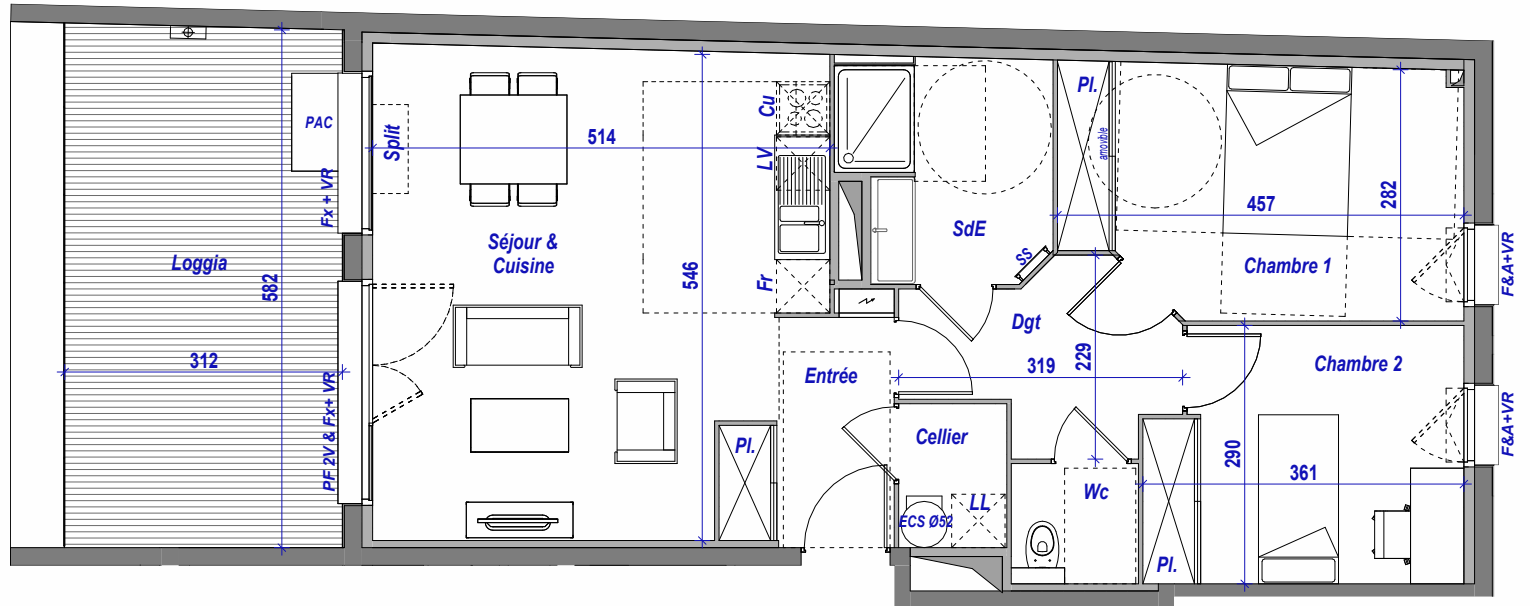 Loggia
582
312
PAC
Fx + VR
PF 2V & Fx+ VR
Split
514
Séjour &
Cuisine
546
Cu
LV
Fr
Entrée
Pl.
SdE
SS
Dgt
319
229
Cellier
ECS Ø52
LL
Wc
Pl.
amovible
457
282
Chambre 1
F&A+VR
Chambre 2
290
361
Pl.
F&A+VR